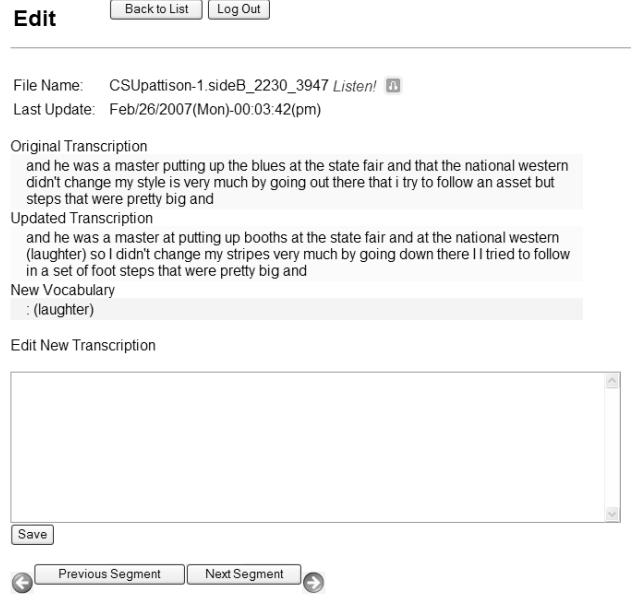 Edit Back to List Log Out
File Name: CSUpattison-1.sideB_2230_3947 Listen!
Last Update: Feb/26/2007(Mon)-00:03:42(pm)
Original Transcription
and he was a master putting up the blues at the state fair and that the national western
didn't change my style is very much by going out there that i try to follow an asset but
steps that were pretty big and
Updated Transcription
and he was a master at putting up booths at the state fair and at the national western
(laughter) so I didn't change my stripes very much by going down there I I tried to follow
in a set of foot steps that were pretty big and
New Vocabulary
: (laughter)
Edit New Transcription
Save
Previous Segment Next Segment